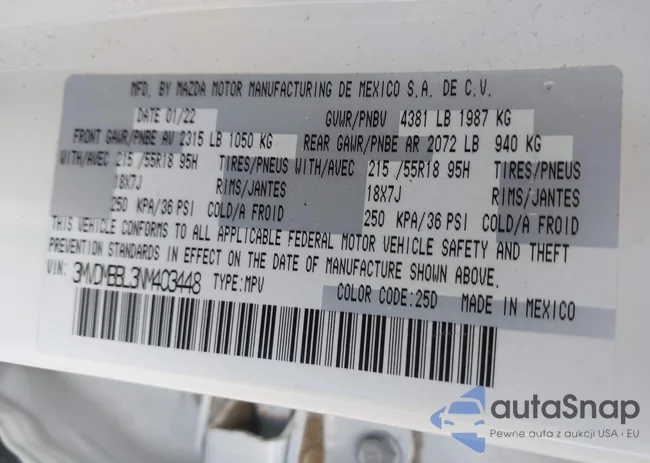 MFD. BY MAZDA MOTOR MANUFACTURING DE MEXICO S.A. DE C.V.
DATE 01/22 GVWR/PNBV 4381 LB 1987 KG
FRONT GAWR/PNBE AV 2315 LB 1050 KG REAR GAWR/PNBE AR 2072 LB 940 KG
WITH/AVEC 215 /55R18 95H TIRES/PNEUS WITH/AVEC 215 /55R18 95H TIRES/PNEUS
18X7J RIMS/JANTES 18X7J RIMS/JANTES
250 KPA/36 PSI COLD/A FROID 250 KPA/36 PSI COLD/A FROID
THIS VEHICLE CONFORMS TO ALL APPLICABLE FEDERAL MOTOR VEHICLE SAFETY AND THEFT
PREVENTION STANDARDS IN EFFECT ON THE DATE OF MANUFACTURE SHOWN ABOVE.
VIN: 3MVDMBBL3NM403448 TYPE: MPV COLOR CODE:25D MADE IN MEXICO
autaSnap
Pewne auta z aukcji USA i EU